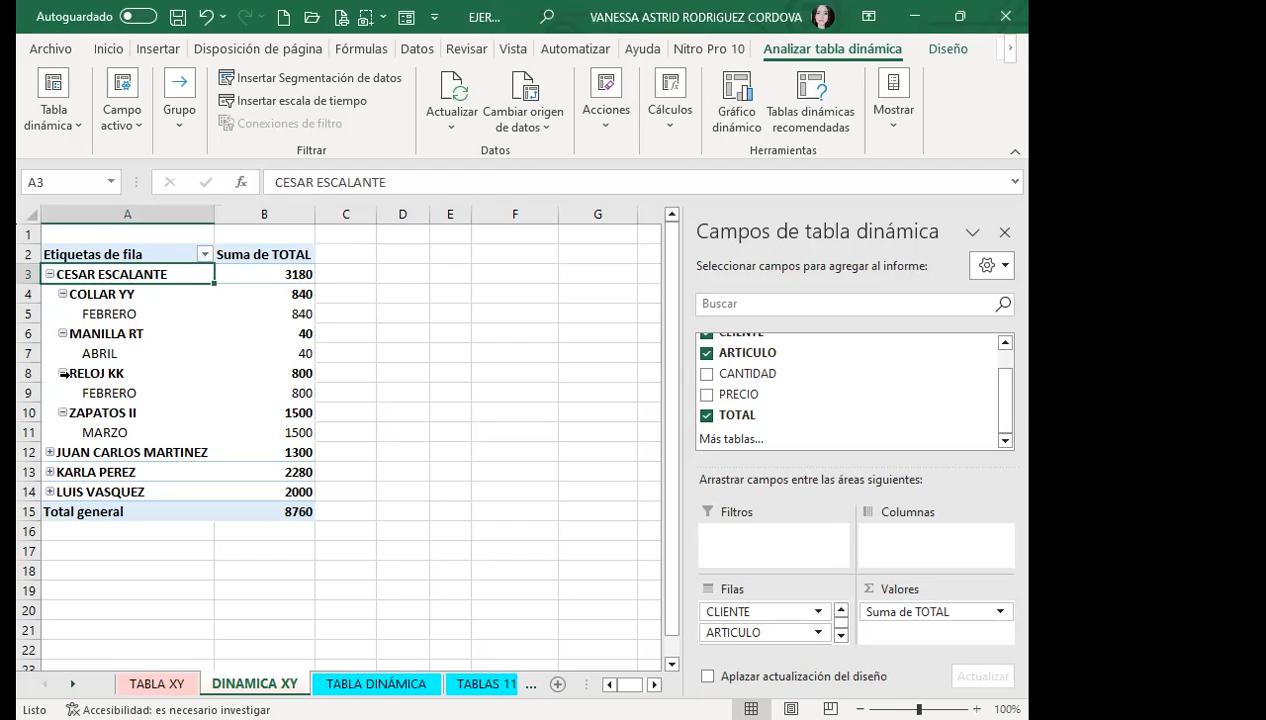 Autoguardado EJER... VANESSA ASTRID RODRIGUEZ CORDOVA
Archivo Inicio Insertar Disposición de página Fórmulas Datos Revisar Vista Automatizar Ayuda Nitro Pro 10 Analizar tabla dinámica Diseño
Tabla dinámica
Campo activo
Grupo
Insertar Segmentación de datos
Insertar escala de tiempo
Conexiones de filtro
Filtrar
Actualizar
Cambiar origen de datos
Datos
Acciones
Cálculos
Gráfico dinámico
Tablas dinámicas recomendadas
Herramientas
Mostrar
A3 fx CESAR ESCALANTE
A B C D E F G
1
2 Etiquetas de fila Suma de TOTAL
3 CESAR ESCALANTE 3180
4 COLLAR YY 840
5 FEBRERO 840
6 MANILLA RT 40
7 ABRIL 40
8 RELOJ KK 800
9 FEBRERO 800
10 ZAPATOS II 1500
11 MARZO 1500
12 JUAN CARLOS MARTINEZ 1300
13 KARLA PEREZ 2280
14 LUIS VASQUEZ 2000
15 Total general 8760
16
17
18
19
20
21
22
23
Campos de tabla dinámica
Seleccionar campos para agregar al informe:
Buscar
CLIENTE
ARTICULO
CANTIDAD
PRECIO
TOTAL
Más tablas...
Arrastrar campos entre las áreas siguientes:
Filtros Columnas
Filas Σ Valores
CLIENTE Suma de TOTAL
ARTICULO
Aplazar actualización del diseño Actualizar
TABLA XY DINAMICA XY TABLA DINÁMICA TABLAS 11 ...
Listo Accesibilidad: es necesario investigar 100%